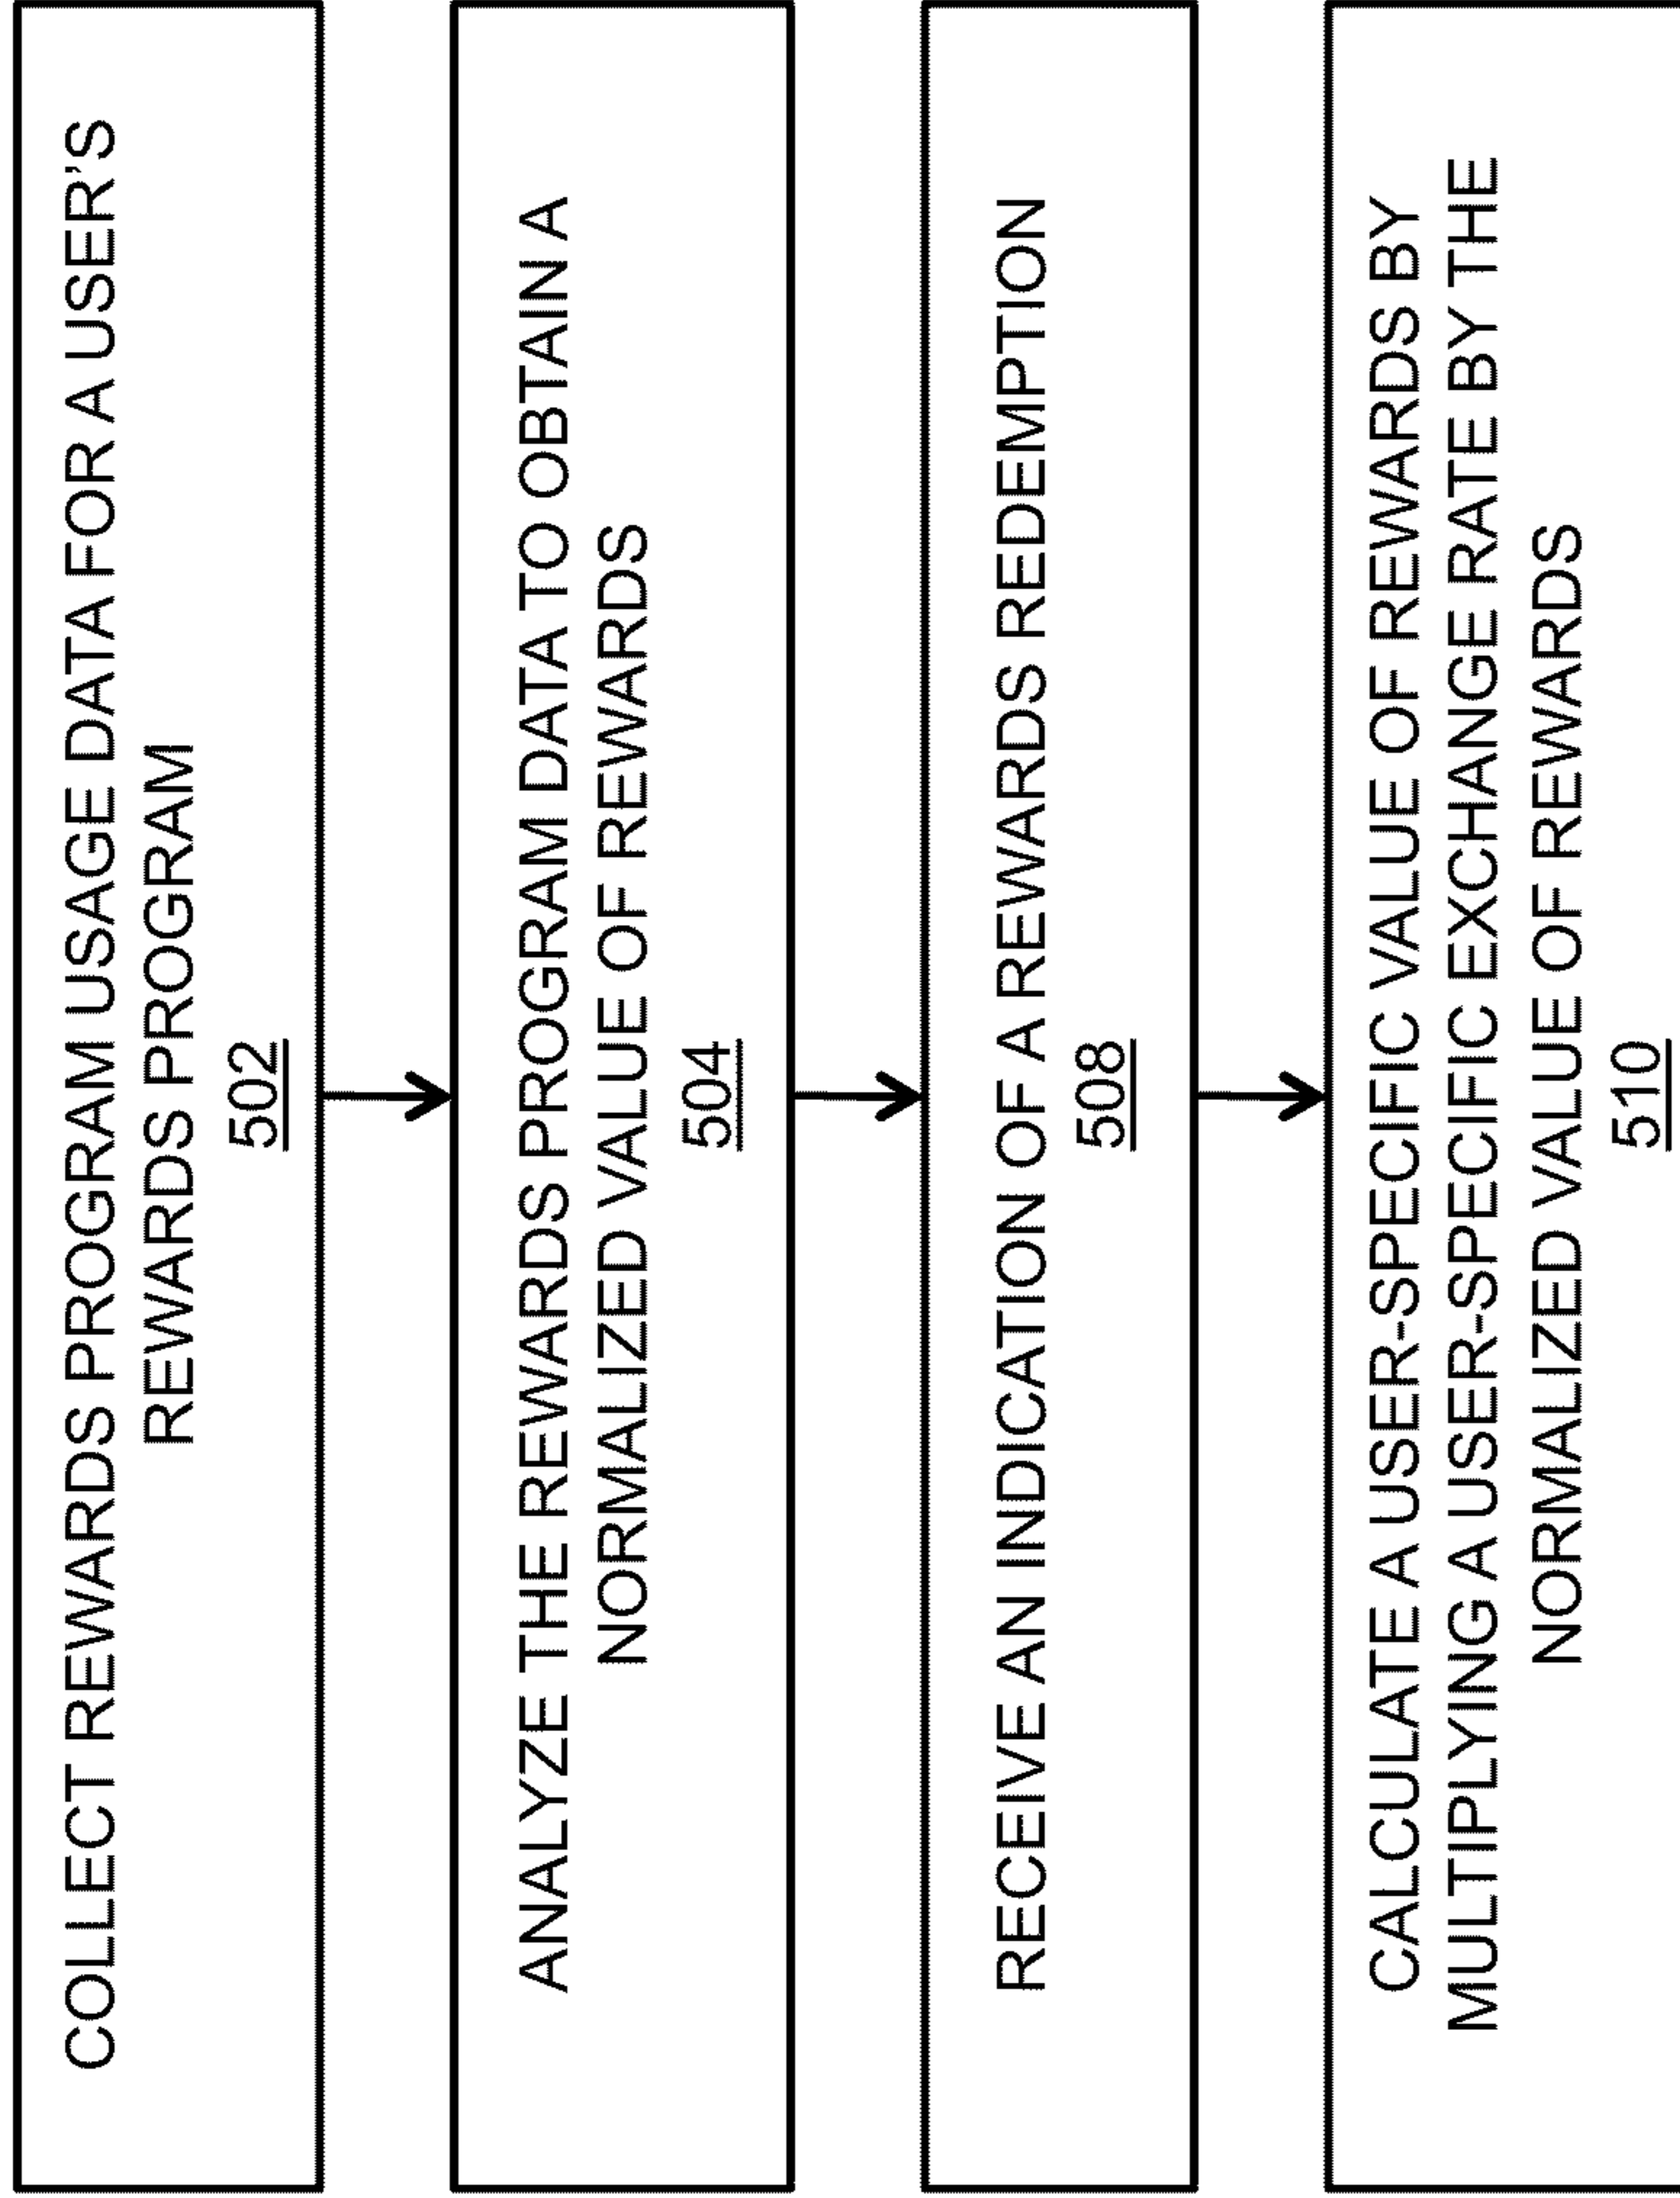 COLLECT REWARDS PROGRAM USAGE DATA FOR A USER'S
REWARDS PROGRAM
502
ANALYZE THE REWARDS PROGRAM DATA TO OBTAIN A
NORMALIZED VALUE OF REWARDS
504
RECEIVE AN INDICATION OF A REWARDS REDEMPTION
508
CALCULATE A USER-SPECIFIC VALUE OF REWARDS BY
MULTIPLYING A USER-SPECIFIC EXCHANGE RATE BY THE
NORMALIZED VALUE OF REWARDS
510